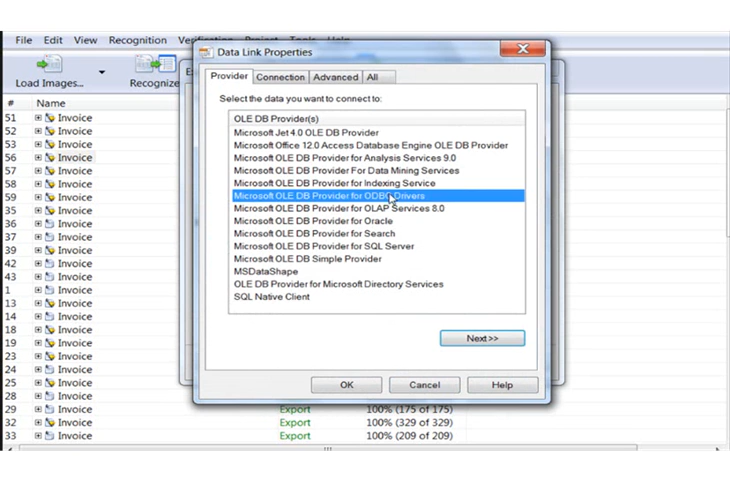 File Edit View Recognition Verification Project Tools Help
Data Link Properties
Load Images...
Recognize
Provider Connection Advanced All
Select the data you want to connect to:
OLE DB Provider(s)
Microsoft Jet 4.0 OLE DB Provider
Microsoft Office 12.0 Access Database Engine OLE DB Provider
Microsoft OLE DB Provider for Analysis Services 9.0
Microsoft OLE DB Provider For Data Mining Services
Microsoft OLE DB Provider for Indexing Service
Microsoft OLE DB Provider for ODBC Drivers
Microsoft OLE DB Provider for OLAP Services 8.0
Microsoft OLE DB Provider for Oracle
Microsoft OLE DB Provider for Search
Microsoft OLE DB Provider for SQL Server
Microsoft OLE DB Simple Provider
MSDataShape
OLE DB Provider for Microsoft Directory Services
SQL Native Client
Next >>
OK Cancel Help
# Name
51 Invoice
52 Invoice
53 Invoice
56 Invoice
57 Invoice
58 Invoice
59 Invoice
35 Invoice
36 Invoice
37 Invoice
39 Invoice
42 Invoice
43 Invoice
1 Invoice
13 Invoice
14 Invoice
18 Invoice
19 Invoice
23 Invoice
24 Invoice
25 Invoice
28 Invoice
29 Invoice Export 100% (175 of 175)
32 Invoice Export 100% (329 of 329)
33 Invoice Export 100% (209 of 209)